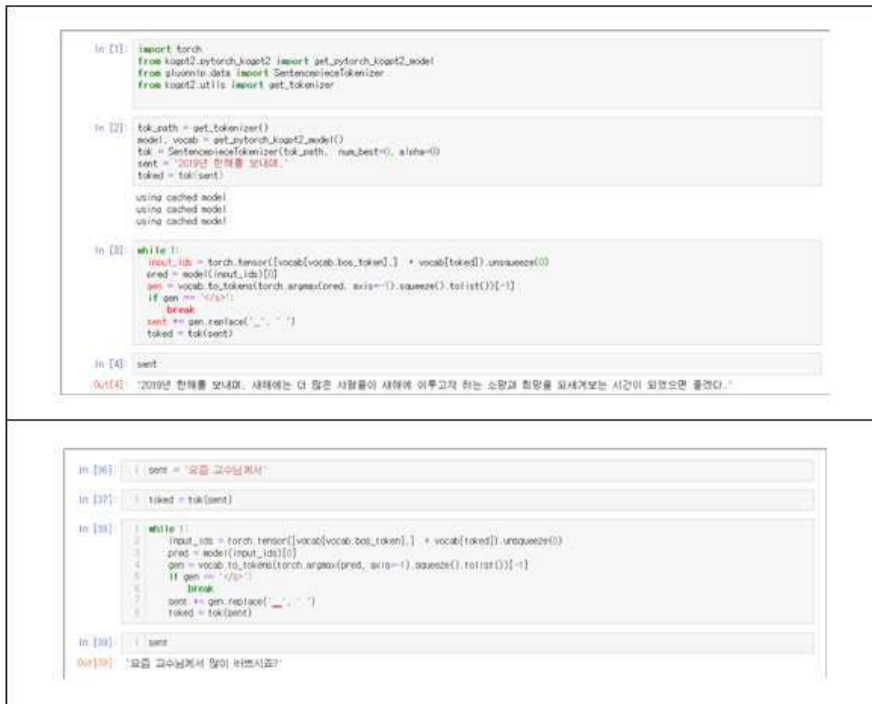 In [1]: import torch
from kogpt2.pytorch_kogpt2 import get_pytorch_kogpt2_model
from gluonnlp.data import SentencepieceTokenizer
from kogpt2.utils import get_tokenizer
In [2]: tok_path = get_tokenizer()
model, vocab = get_pytorch_kogpt2_model()
tok = SentencepieceTokenizer(tok_path, num_best=0, alpha=0)
sent = '2019년 한해를 보내며,'
toked = tok(sent)
using cached model
using cached model
using cached model
In [3]: while 1:
input_ids = torch.tensor([vocab[vocab.bos_token],] + vocab[toked]).unsqueeze(0)
pred = model(input_ids)[0]
gen = vocab.to_tokens(torch.argmax(pred, axis=-1).squeeze().tolist())[-1]
if gen == '</s>':
break
sent += gen.replace('▁', ' ')
toked = tok(sent)
In [4]: sent
Out[4]: '2019년 한해를 보내며, 새해에는 더 많은 사람들이 새해에 이루고자 하는 소망과 희망을 되새겨보는 시간이 되었으면 좋겠다.'
In [36]: 1 sent = '요즘 교수님께서'
In [37]: 1 toked = tok(sent)
In [38]: 1 while 1:
2 input_ids = torch.tensor([vocab[vocab.bos_token],] + vocab[toked]).unsqueeze(0)
3 pred = model(input_ids)[0]
4 gen = vocab.to_tokens(torch.argmax(pred, axis=-1).squeeze().tolist())[-1]
5 if gen == '</s>':
6 break
7 sent += gen.replace('▁', ' ')
8 toked = tok(sent)
In [39]: 1 sent
Out[39]: '요즘 교수님께서 많이 바쁘시죠?'